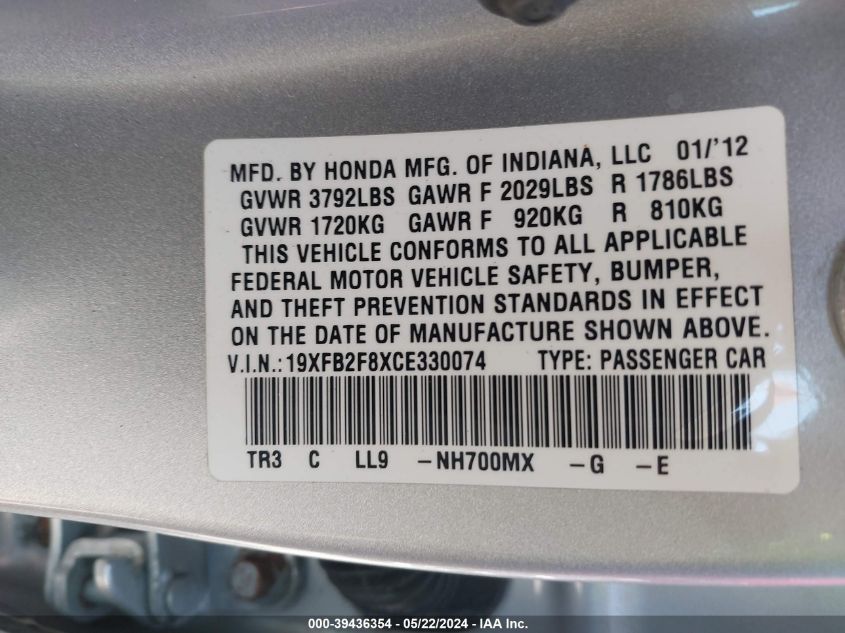 MFD. BY HONDA MFG. OF INDIANA, LLC 01/'12
GVWR 3792LBS GAWR F 2029LBS R 1786LBS
GVWR 1720KG GAWR F 920KG R 810KG
THIS VEHICLE CONFORMS TO ALL APPLICABLE
FEDERAL MOTOR VEHICLE SAFETY, BUMPER,
AND THEFT PREVENTION STANDARDS IN EFFECT
ON THE DATE OF MANUFACTURE SHOWN ABOVE.
V.I.N.: 19XFB2F8XCE330074 TYPE: PASSENGER CAR
TR3 C LL9 -NH700MX -G -E
000-39436354 - 05/22/2024 - IAA Inc.